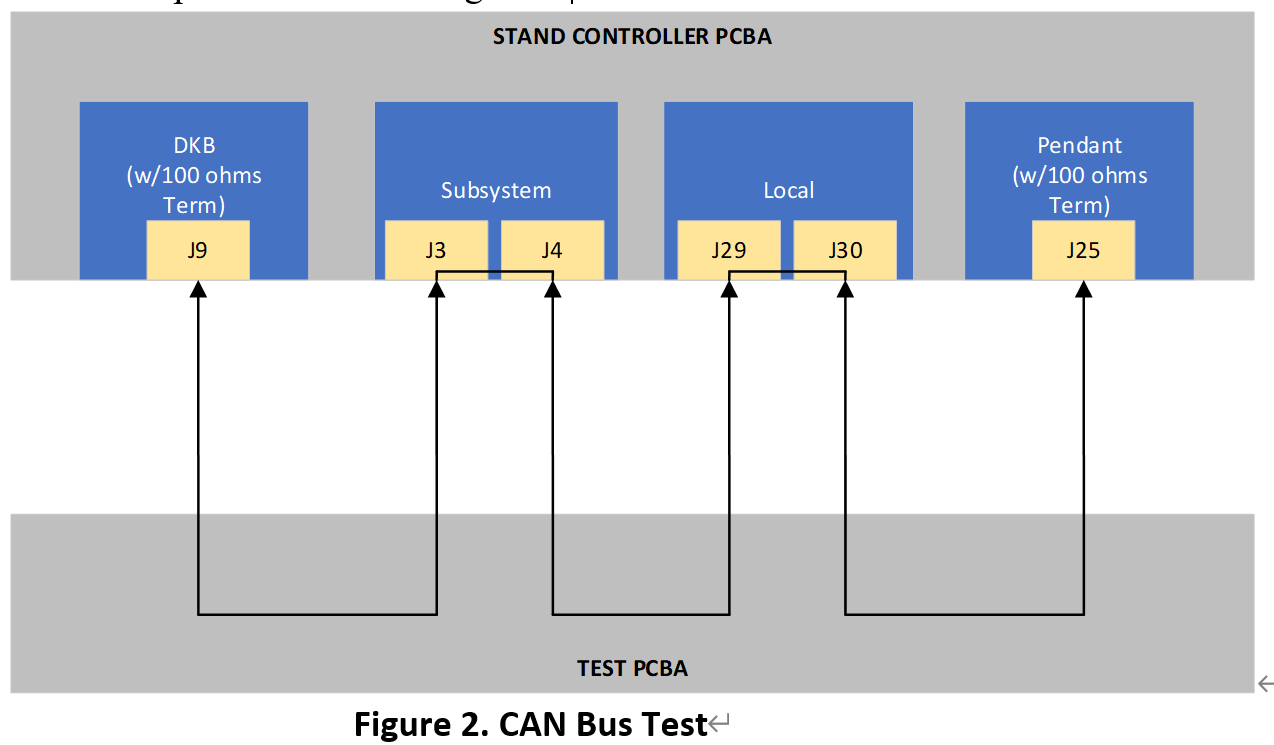 STAND CONTROLLER PCBA
DKB
(w/100 ohms
Term)
J9
Subsystem
J3
J4
Local
J29
J30
Pendant
(w/100 ohms
Term)
J25
TEST PCBA
Figure 2. CAN Bus Test